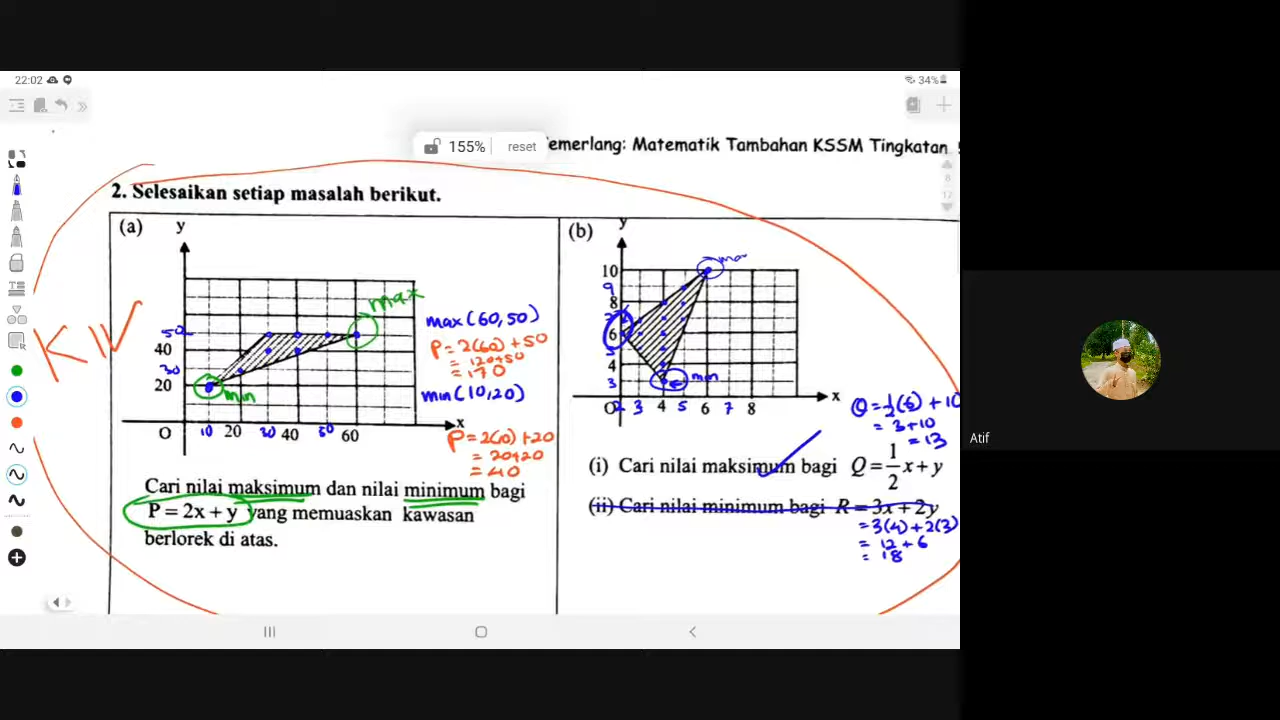 22:02
34%
155% reset
emerlang: Matematik Tambahan KSSM Tingkatan
2. Selesaikan setiap masalah berikut.
KIV
(a)
y
max
50
40
30
20
min
O 10 20 30 40 50 60
x
max (60,50)
P = 2(60) + 50
= 120+50
= 170
min (10,20)
P = 2(10) + 20
= 20+20
= 40
Cari nilai maksimum dan nilai minimum bagi
P = 2x + y yang memuaskan kawasan
berlorek di atas.
(b)
y
max
10
9
8
7
6
5
4
3
min
O 2 3 4 5 6 7 8
x
Q = 1/2(6) + 10
= 3+10
= 13
(i) Cari nilai maksimum bagi Q = 1/2 x + y
(ii) Cari nilai minimum bagi R = 3x + 2y
= 3(4) + 2(3)
= 12 + 6
= 18
Atif